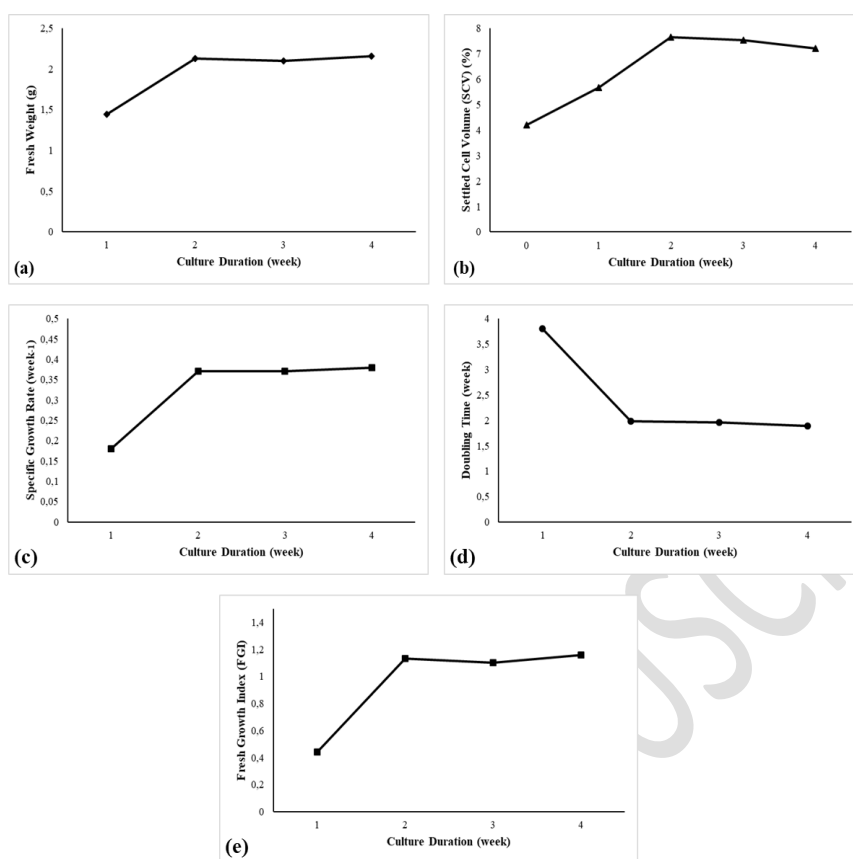 2,5
2
1,5
1
0,5
0
Fresh Weight (g)
1 2 3 4
Culture Duration (week)
(a)
8
7
6
5
4
3
2
1
0
Settled Cell Volume (SCV) (%)
0 1 2 3 4
Culture Duration (week)
(b)
0,5
0,45
0,4
0,35
0,3
0,25
0,2
0,15
0,1
0,05
0
Specific Growth Rate (week-1)
1 2 3 4
Culture Duration (week)
(c)
4
3,5
3
2,5
2
1,5
1
0,5
0
Doubling Time (week)
1 2 3 4
Culture Duration (week)
(d)
1,4
1,2
1
0,8
0,6
0,4
0,2
0
Fresh Growth Index (FGI)
1 2 3 4
Culture Duration (week)
(e)